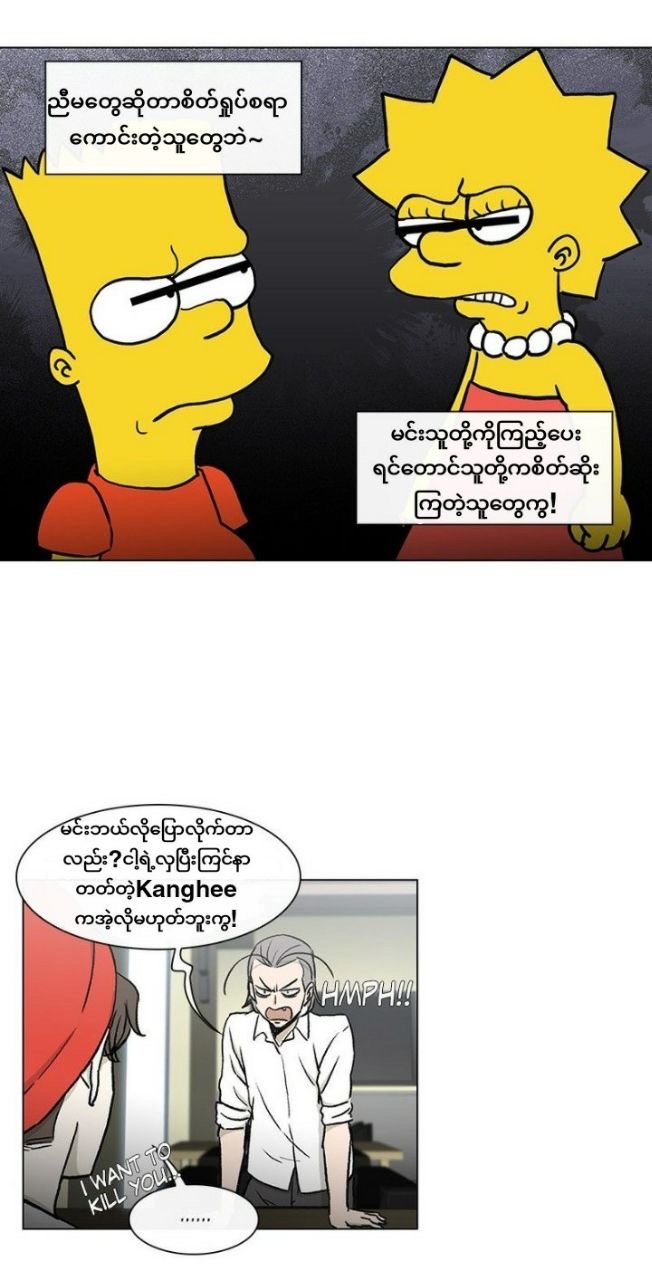 ညီမတွေဆိုတာစိတ်ရှုပ်စရာ
ကောင်းတဲ့သူတွေဘဲ~
မင်းသူတို့ကိုကြည့်ပေး
ရင်တောင်သူတို့ကစိတ်ဆိုး
ကြတဲ့သူတွေကွ!
မင်းဘယ်လိုပြောလိုက်တာ
လည်း?ငါ့ရဲ့လှပြီးကြင်နာ
တတ်တဲ့Kanghee
ကအဲ့လိုမဟုတ်ဘူးကွ!
HMPH!!
I WANT TO
KILL YOU..
......